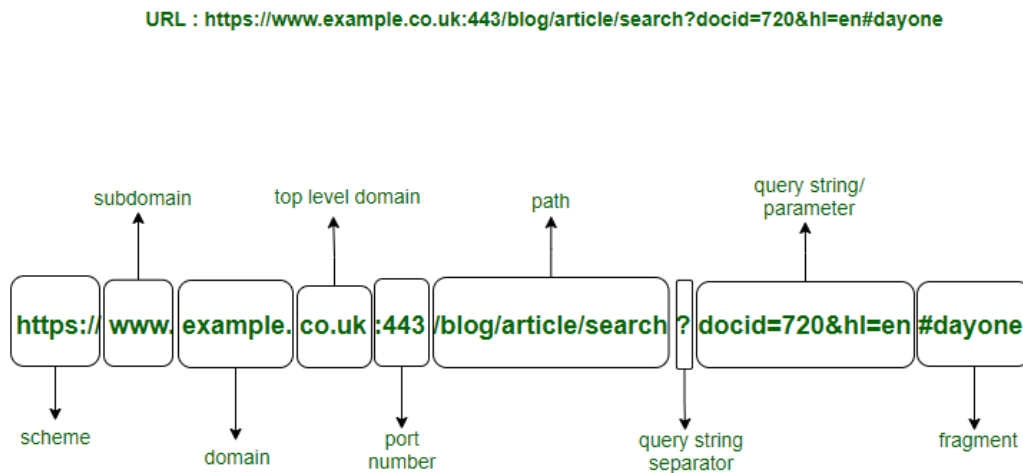 URL : https://www.example.co.uk:443/blog/article/search?docid=720&hl=en#dayone
subdomain
top level domain
path
query string/
parameter
https:// www. example. co.uk :443 /blog/article/search ? docid=720&hl=en #dayone
scheme
domain
port
number
query string
separator
fragment